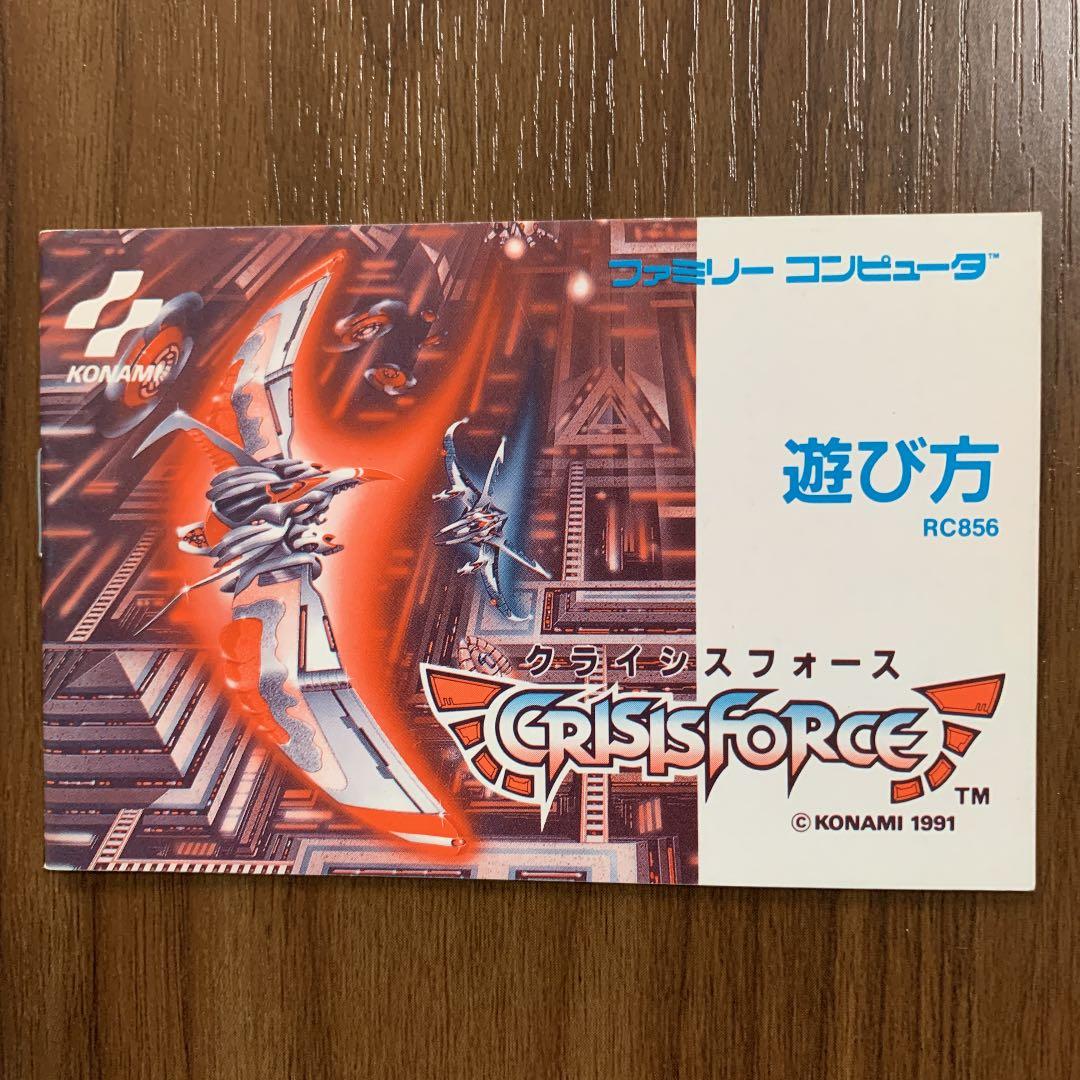 KONAMI
ファミリー コンピュータ™
遊び方
RC856
クライシスフォース
CRISISFORCE
TM
© KONAMI 1991